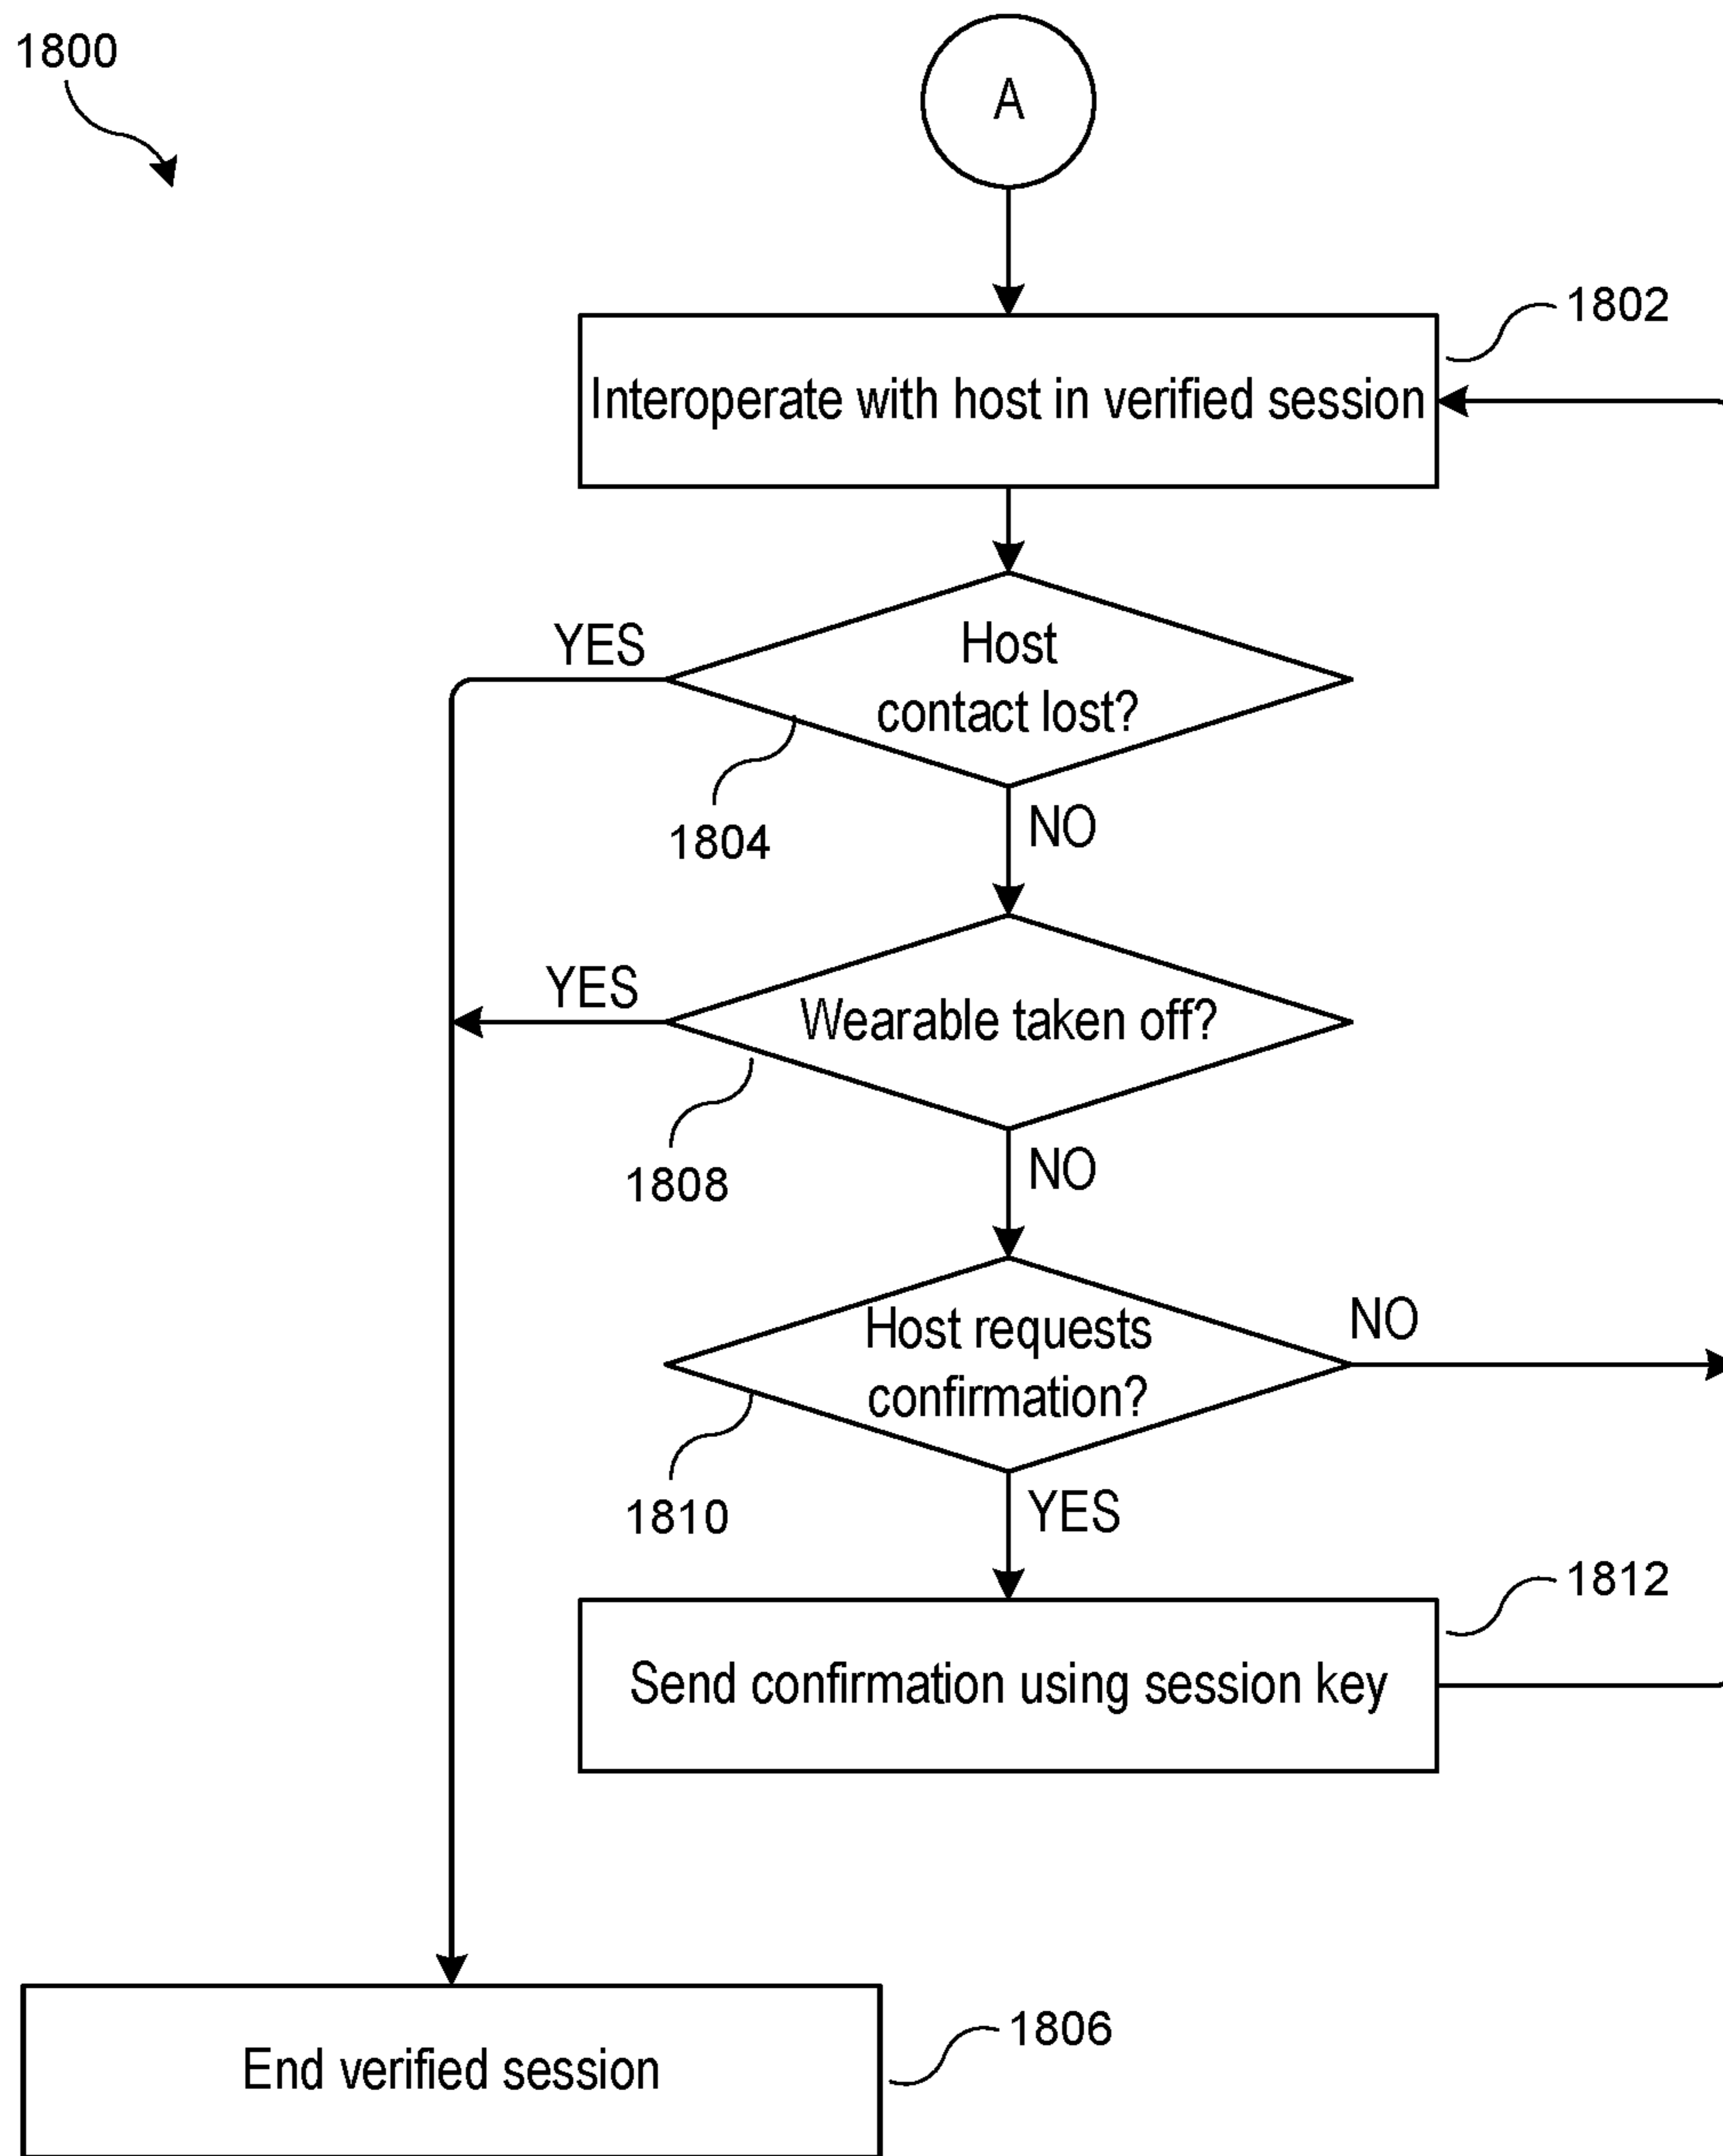 1800
A
1802
Interoperate with host in verified session
YES
Host
contact lost?
1804
NO
YES
Wearable taken off?
1808
NO
Host requests
confirmation?
NO
1810
YES
1812
Send confirmation using session key
1806
End verified session